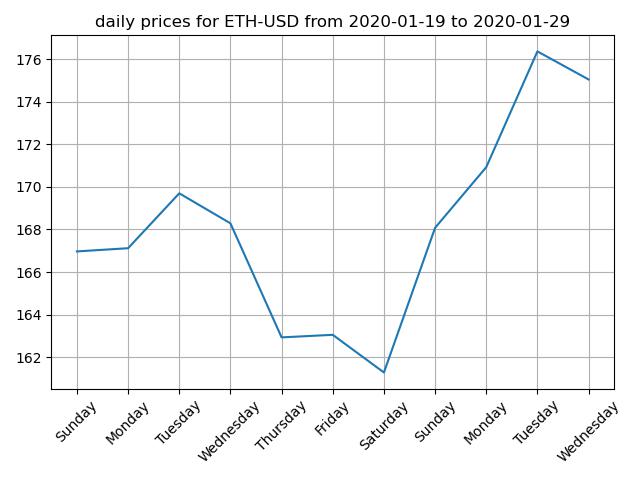 daily prices for ETH-USD from 2020-01-19 to 2020-01-29
176
174
172
170
168
166
164
162
Sunday
Monday
Tuesday
Wednesday
Thursday
Friday
Saturday
Sunday
Monday
Tuesday
Wednesday